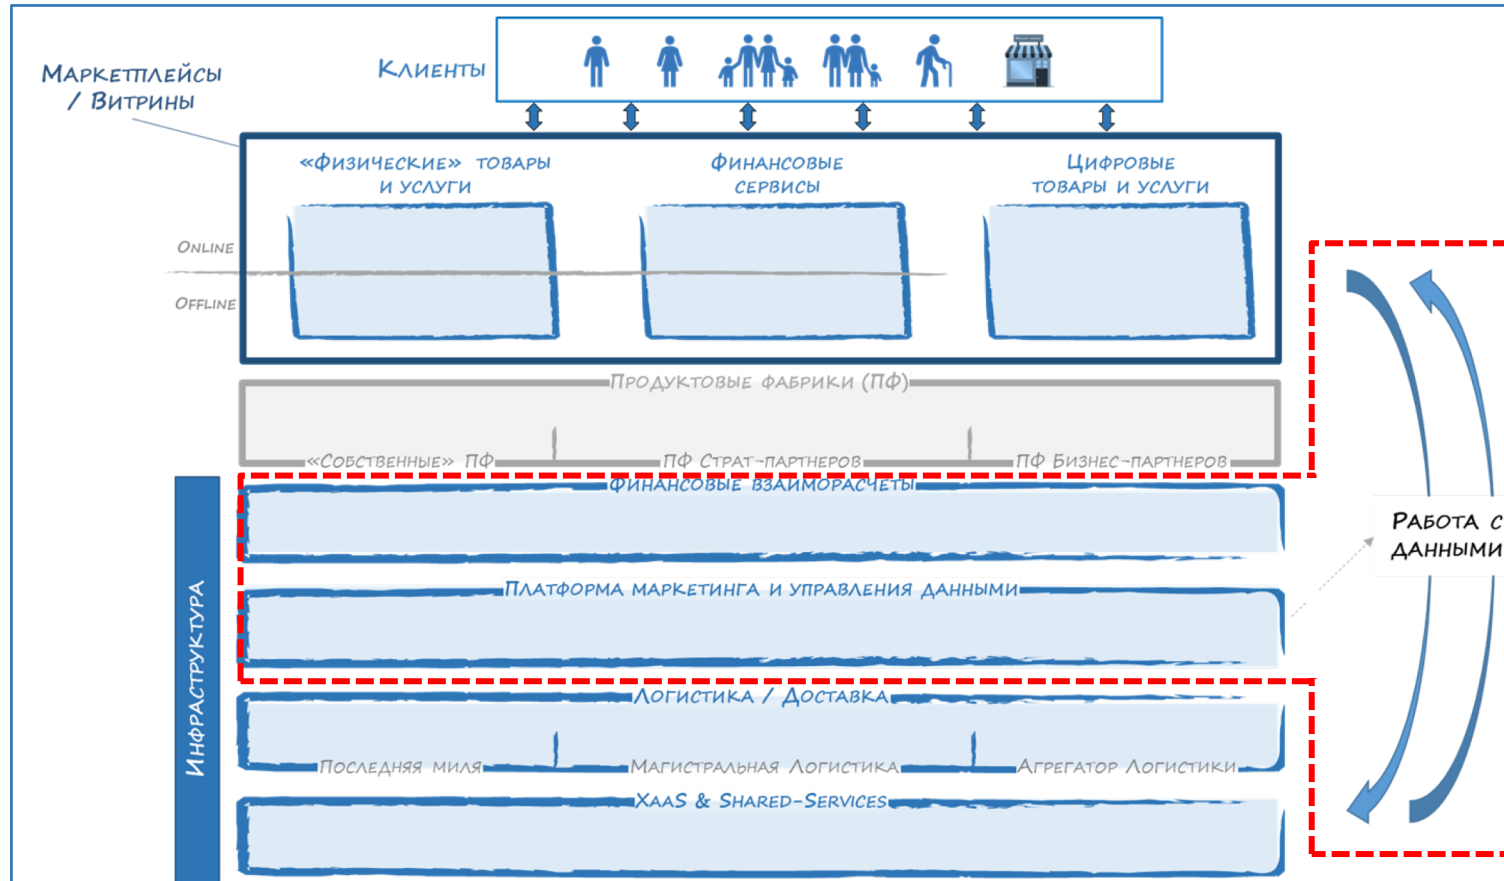 Клиенты
Маркетплейсы
/ Витрины
«Физические» товары
и услуги
Финансовые
сервисы
Цифровые
товары и услуги
Online
Offline
Продуктовые фабрики (ПФ)
«Собственные» ПФ
ПФ Страт-партнеров
ПФ Бизнес-партнеров
Инфраструктура
Финансовые взаиморасчеты
Платформа маркетинга и управления данными
Работа с
данными
Логистика / Доставка
Последняя миля
Магистральная Логистика
Агрегатор Логистики
XaaS & Shared-Services